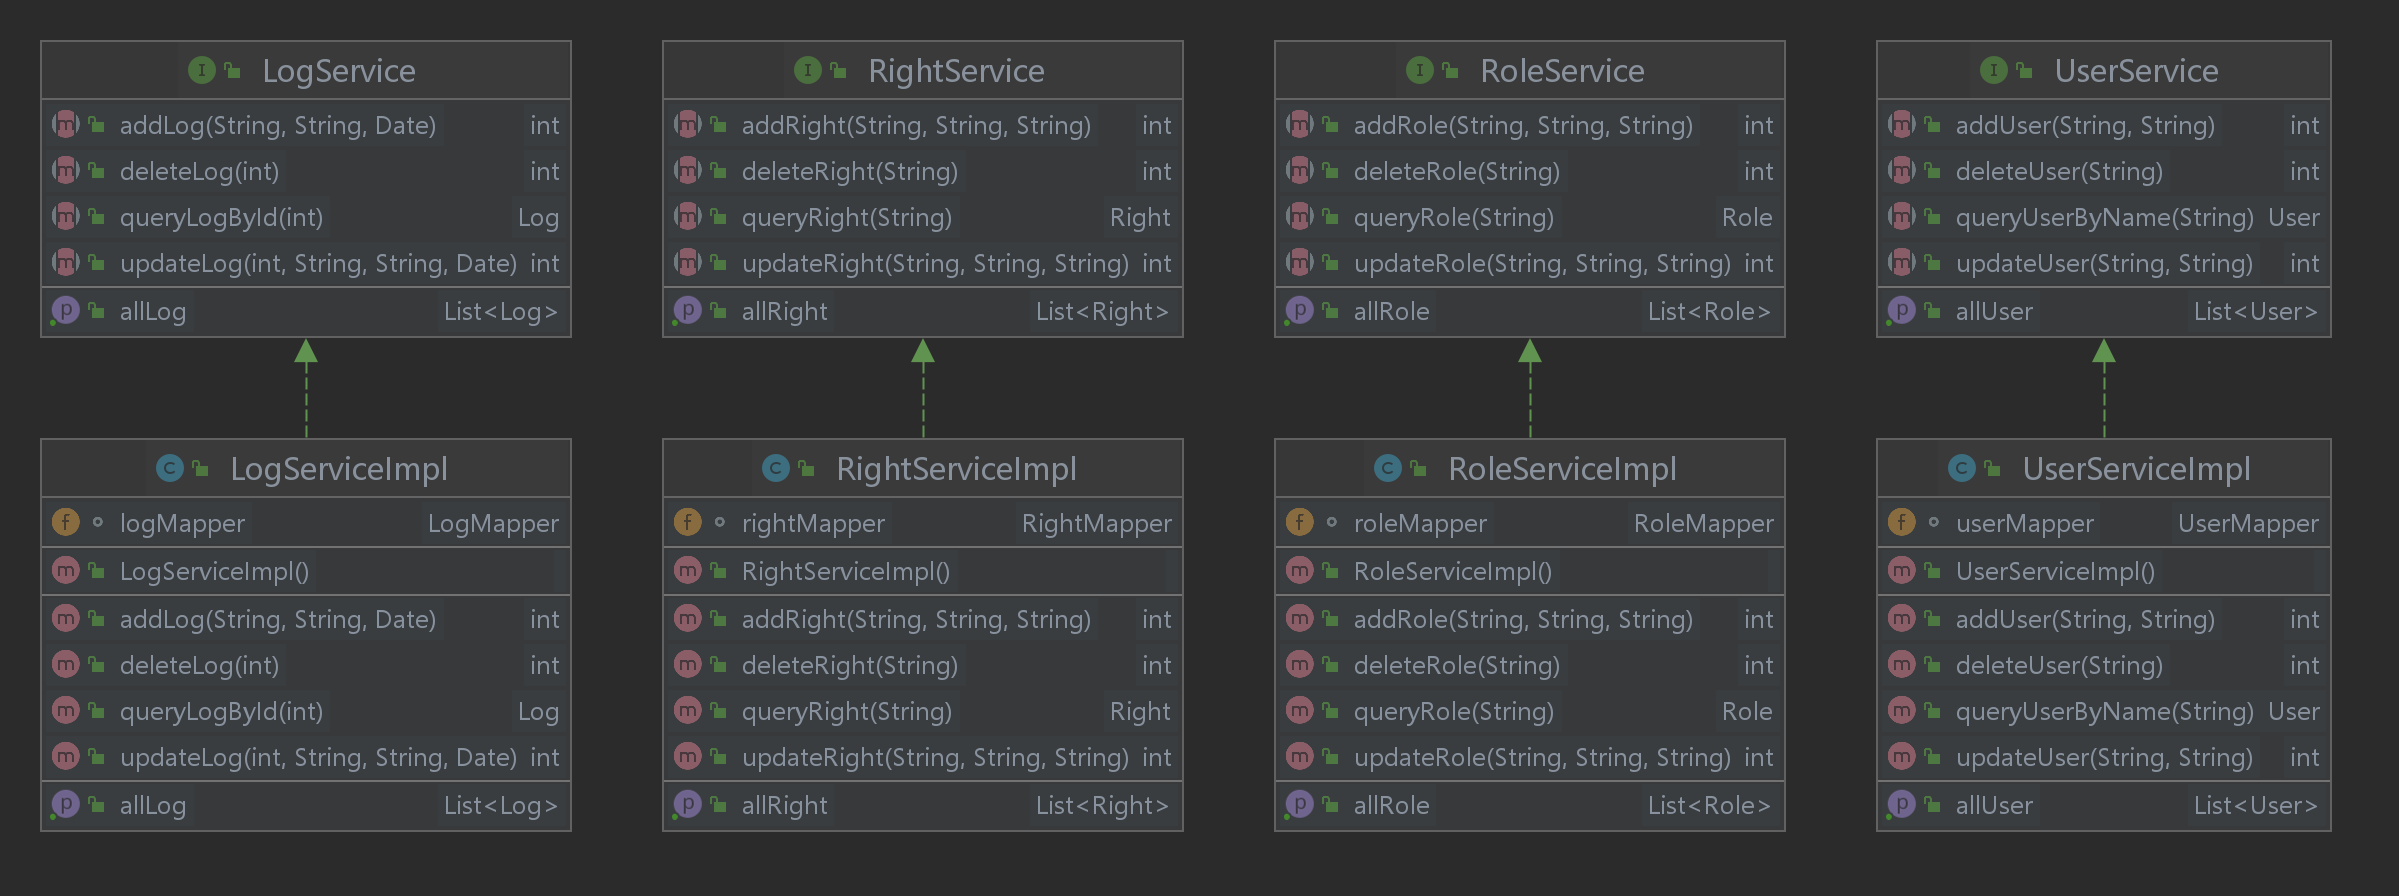 LogService
addLog(String, String, Date) int
deleteLog(int) int
queryLogById(int) Log
updateLog(int, String, String, Date) int
allLog List<Log>
RightService
addRight(String, String, String) int
deleteRight(String) int
queryRight(String) Right
updateRight(String, String, String) int
allRight List<Right>
RoleService
addRole(String, String, String) int
deleteRole(String) int
queryRole(String) Role
updateRole(String, String, String) int
allRole List<Role>
UserService
addUser(String, String) int
deleteUser(String) int
queryUserByName(String) User
updateUser(String, String) int
allUser List<User>
LogServiceImpl
logMapper LogMapper
LogServiceImpl()
addLog(String, String, Date) int
deleteLog(int) int
queryLogById(int) Log
updateLog(int, String, String, Date) int
allLog List<Log>
RightServiceImpl
rightMapper RightMapper
RightServiceImpl()
addRight(String, String, String) int
deleteRight(String) int
queryRight(String) Right
updateRight(String, String, String) int
allRight List<Right>
RoleServiceImpl
roleMapper RoleMapper
RoleServiceImpl()
addRole(String, String, String) int
deleteRole(String) int
queryRole(String) Role
updateRole(String, String, String) int
allRole List<Role>
UserServiceImpl
userMapper UserMapper
UserServiceImpl()
addUser(String, String) int
deleteUser(String) int
queryUserByName(String) User
updateUser(String, String) int
allUser List<User>